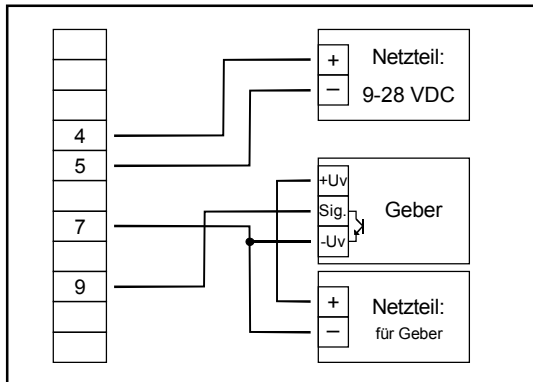 4
5
7
9
+
–
Netzteil:
9-28 VDC
+Uv
Sig.
-Uv
Geber
+
–
Netzteil:
für Geber